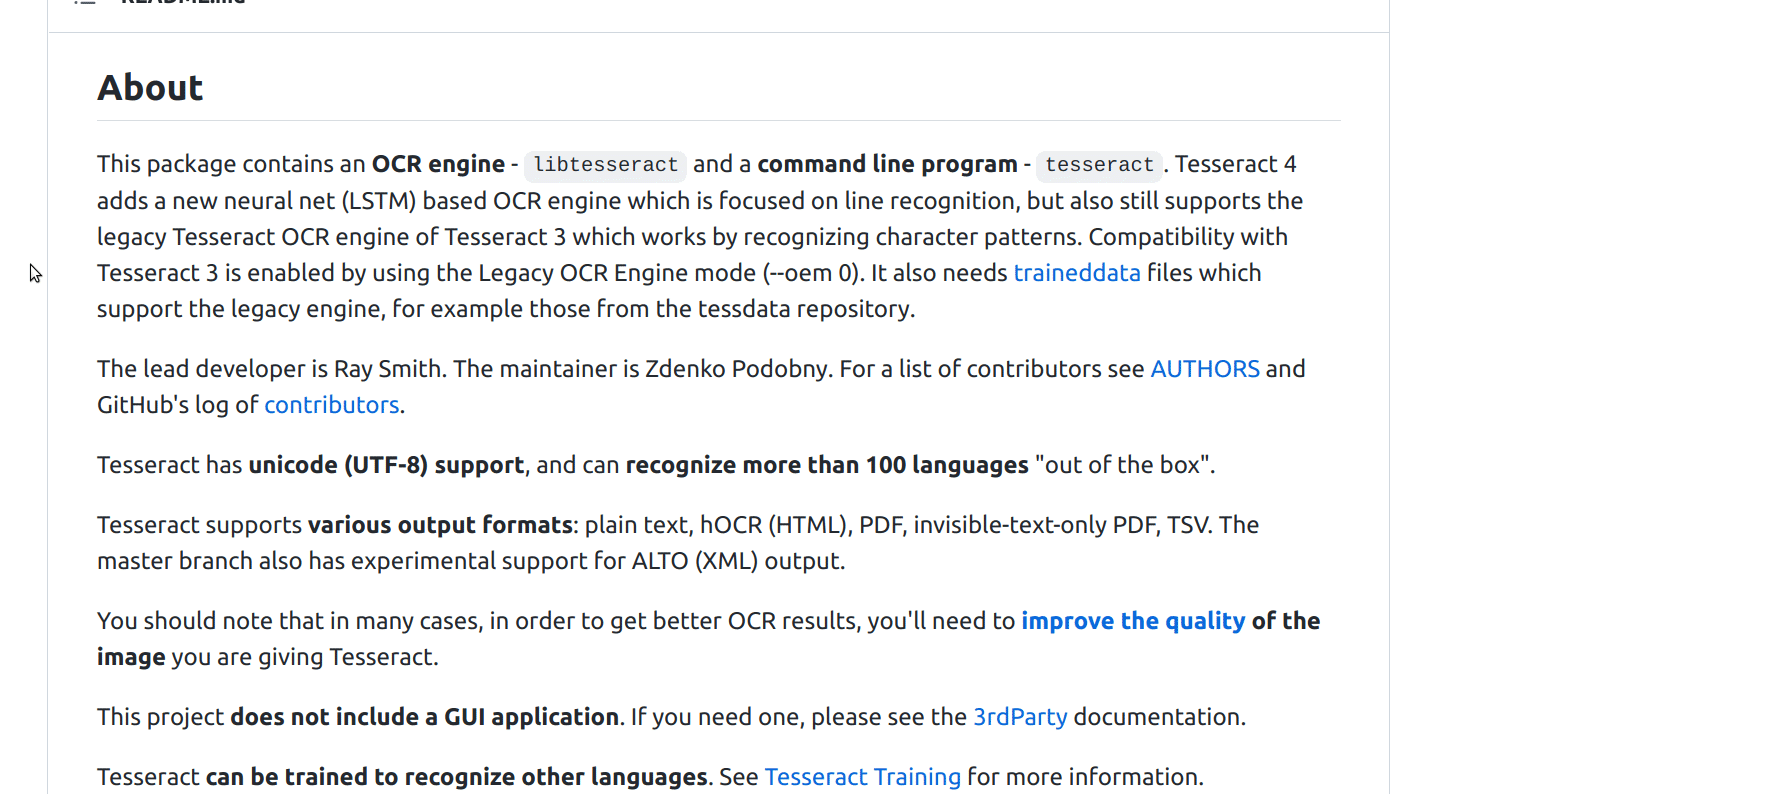 README.md
About
This package contains an OCR engine - libtesseract and a command line program - tesseract. Tesseract 4
adds a new neural net (LSTM) based OCR engine which is focused on line recognition, but also still supports the
legacy Tesseract OCR engine of Tesseract 3 which works by recognizing character patterns. Compatibility with
Tesseract 3 is enabled by using the Legacy OCR Engine mode (--oem 0). It also needs traineddata files which
support the legacy engine, for example those from the tessdata repository.
The lead developer is Ray Smith. The maintainer is Zdenko Podobny. For a list of contributors see AUTHORS and
GitHub's log of contributors.
Tesseract has unicode (UTF-8) support, and can recognize more than 100 languages "out of the box".
Tesseract supports various output formats: plain text, hOCR (HTML), PDF, invisible-text-only PDF, TSV. The
master branch also has experimental support for ALTO (XML) output.
You should note that in many cases, in order to get better OCR results, you'll need to improve the quality of the
image you are giving Tesseract.
This project does not include a GUI application. If you need one, please see the 3rdParty documentation.
Tesseract can be trained to recognize other languages. See Tesseract Training for more information.